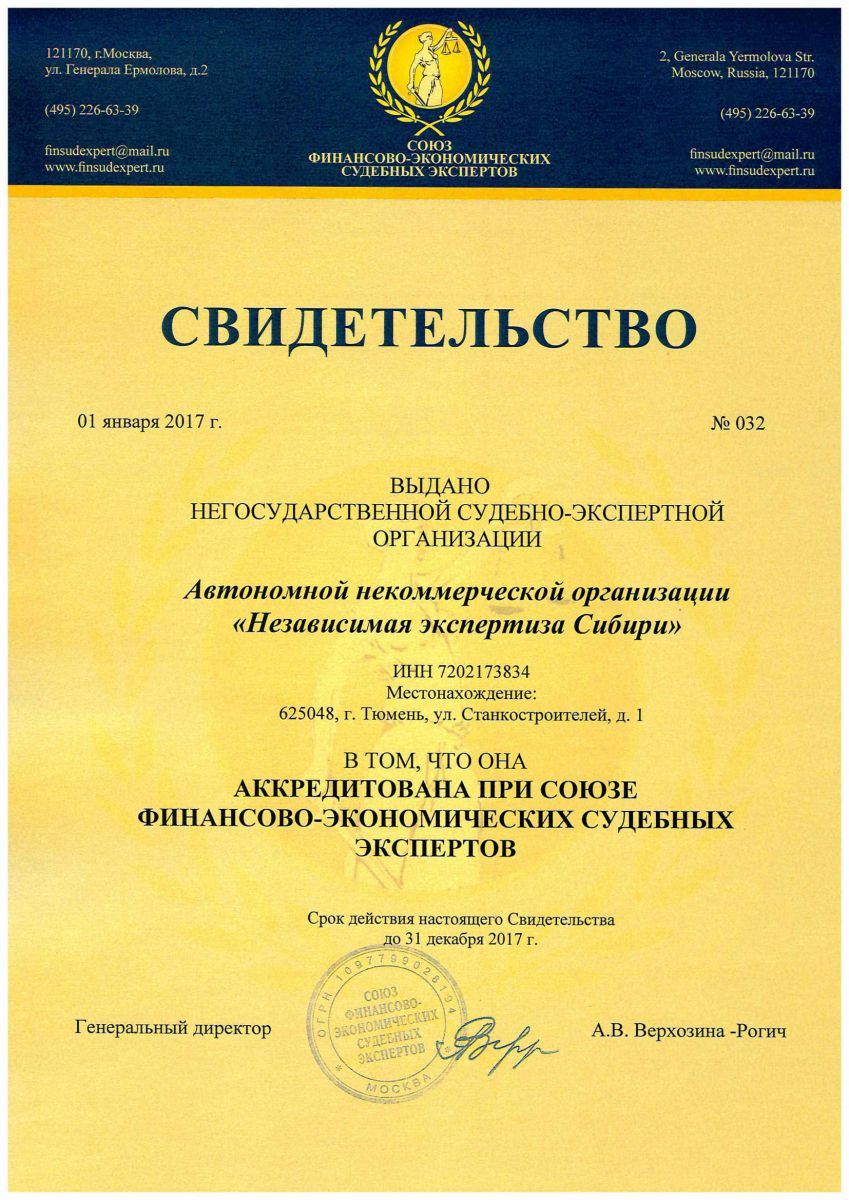 121170, г.Москва,
ул. Генерала Ермолова, д.2
(495) 226-63-39
finsudexpert@mail.ru
www.finsudexpert.ru
СОЮЗ
ФИНАНСОВО-ЭКОНОМИЧЕСКИХ
СУДЕБНЫХ ЭКСПЕРТОВ
2, Generala Yermolova Str.
Moscow, Russia, 121170
(495) 226-63-39
finsudexpert@mail.ru
www.finsudexpert.ru
СВИДЕТЕЛЬСТВО
01 января 2017 г.
№ 032
ВЫДАНО
НЕГОСУДАРСТВЕННОЙ СУДЕБНО-ЭКСПЕРТНОЙ
ОРГАНИЗАЦИИ
Автономной некоммерческой организации
«Независимая экспертиза Сибири»
ИНН 7202173834
Местонахождение:
625048, г. Тюмень, ул. Станкостроителей, д. 1
В ТОМ, ЧТО ОНА
АККРЕДИТОВАНА ПРИ СОЮЗЕ
ФИНАНСОВО-ЭКОНОМИЧЕСКИХ СУДЕБНЫХ
ЭКСПЕРТОВ
Срок действия настоящего Свидетельства
до 31 декабря 2017 г.
Генеральный директор
ОГРН 1097799026194
СОЮЗ
ФИНАНСОВО-
ЭКОНОМИЧЕСКИХ
СУДЕБНЫХ
ЭКСПЕРТОВ
* МОСКВА *
А.В. Верхозина -Рогич